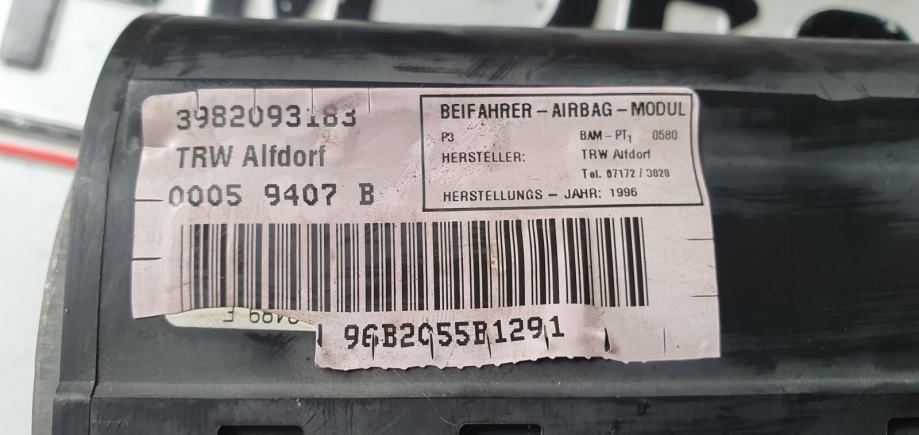 3982093183
TRW Alfdorf
0005 9407 B
BEIFAHRER-AIRBAG-MODUL
P3 BAM-PT1 0580
HERSTELLER: TRW Alfdorf
Tel. 07172 / 3020
HERSTELLUNGS - JAHR: 1996
96B2C55B1291